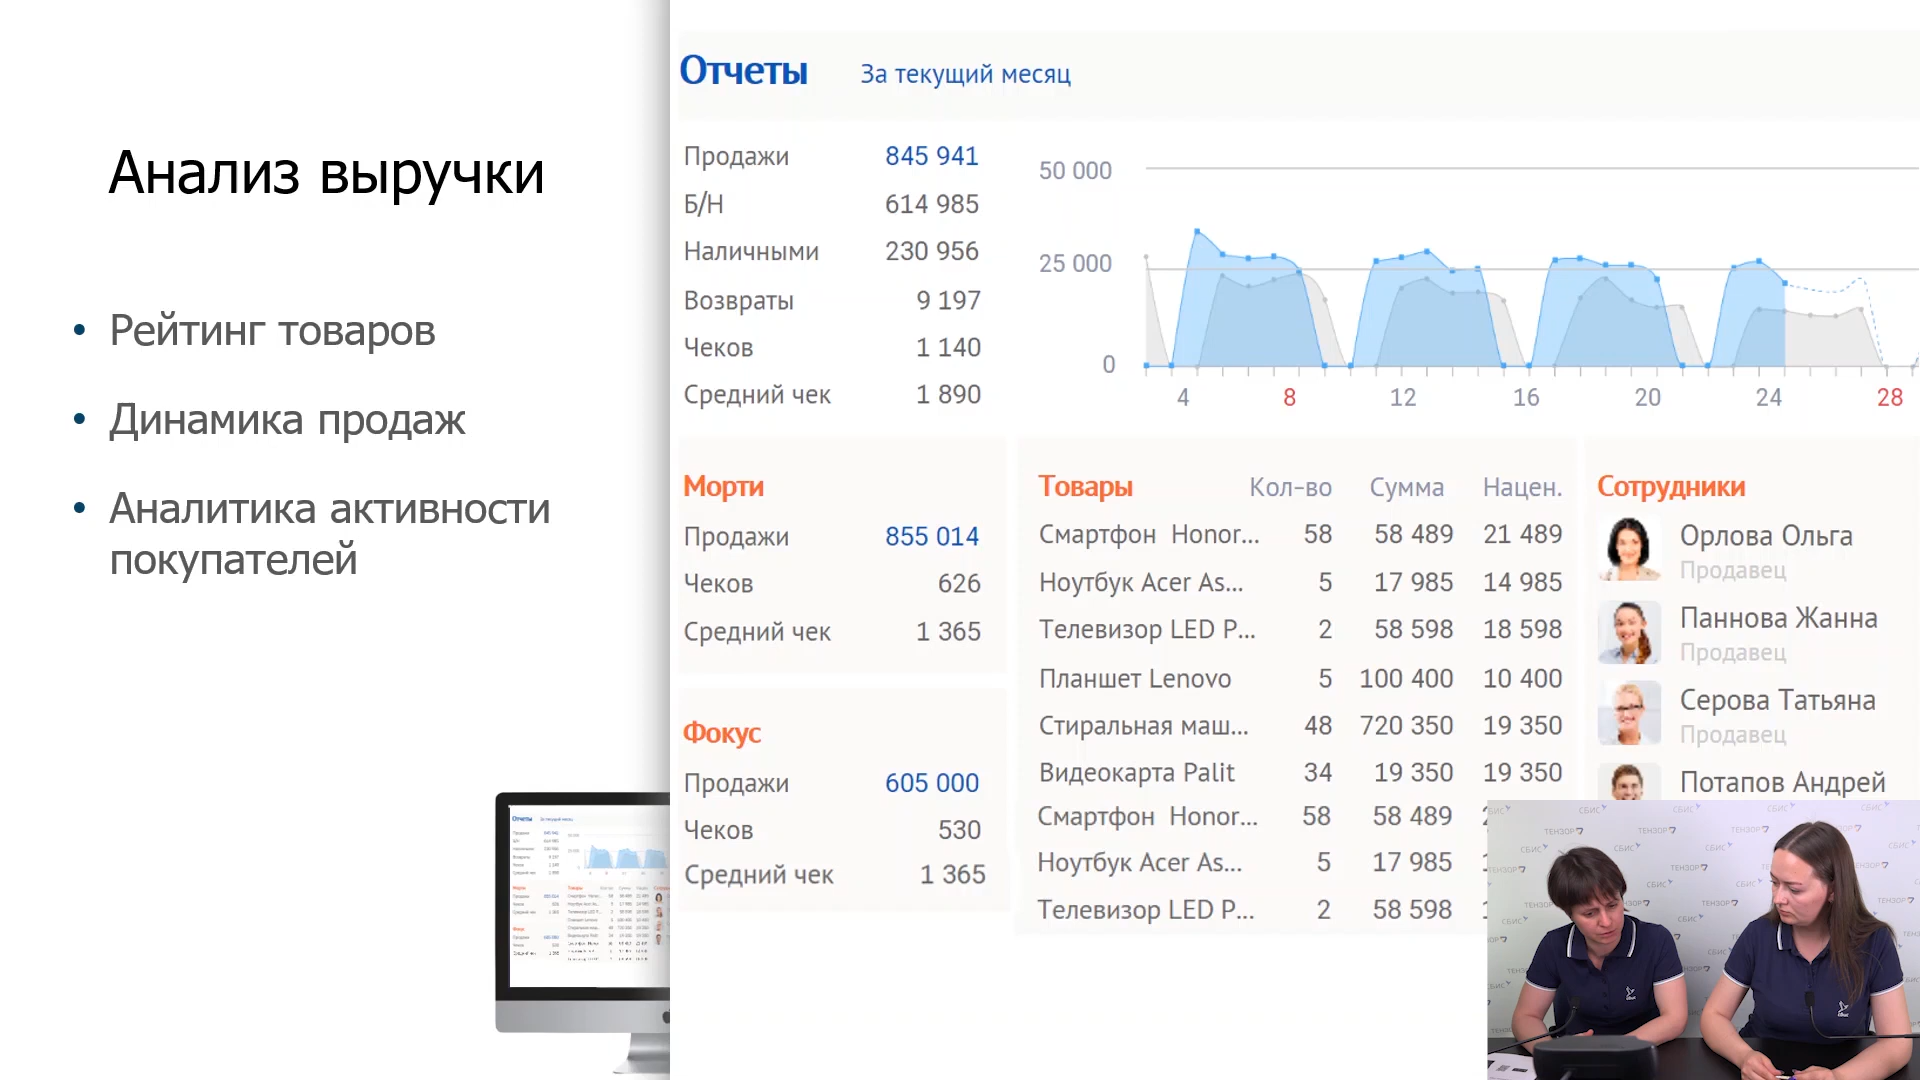 Анализ выручки
• Рейтинг товаров
• Динамика продаж
• Аналитика активности
покупателей
Отчеты За текущий месяц
Продажи 845 941
Б/Н 614 985
Наличными 230 956
Возвраты 9 197
Чеков 1 140
Средний чек 1 890
50 000
25 000
0
4 8 12 16 20 24 28
Морти
Продажи 855 014
Чеков 626
Средний чек 1 365
Фокус
Продажи 605 000
Чеков 530
Средний чек 1 365
Товары Кол-во Сумма Нацен.
Смартфон Honor... 58 58 489 21 489
Ноутбук Acer As... 5 17 985 14 985
Телевизор LED P... 2 58 598 18 598
Планшет Lenovo 5 100 400 10 400
Стиральная маш... 48 720 350 19 350
Видеокарта Palit 34 19 350 19 350
Смартфон Honor... 58 58 489
Ноутбук Acer As... 5 17 985
Телевизор LED P... 2 58 598
Сотрудники
Орлова Ольга
Продавец
Паннова Жанна
Продавец
Серова Татьяна
Продавец
Потапов Андрей
СБИС
ТЕНЗОР